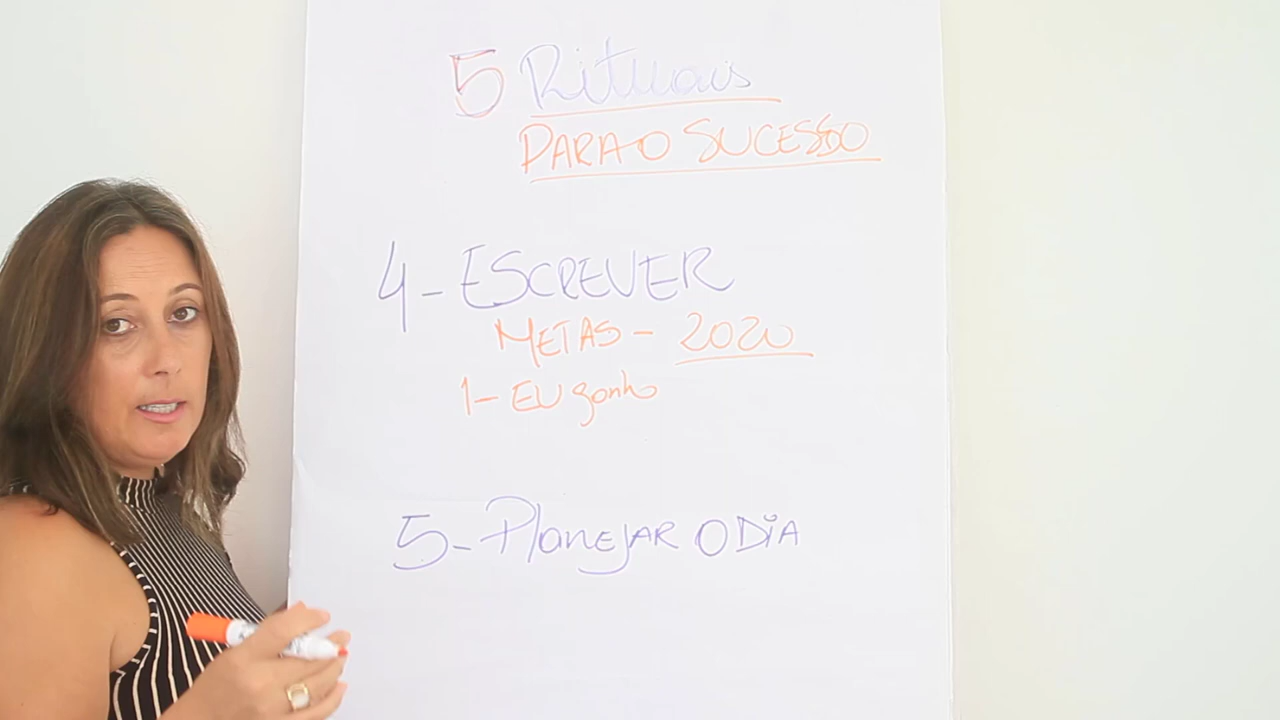 5 Rituais
PARA O SUCESSO
4- ESCREVER
METAS - 2020
1- EU ganho
5- Planejar o Dia